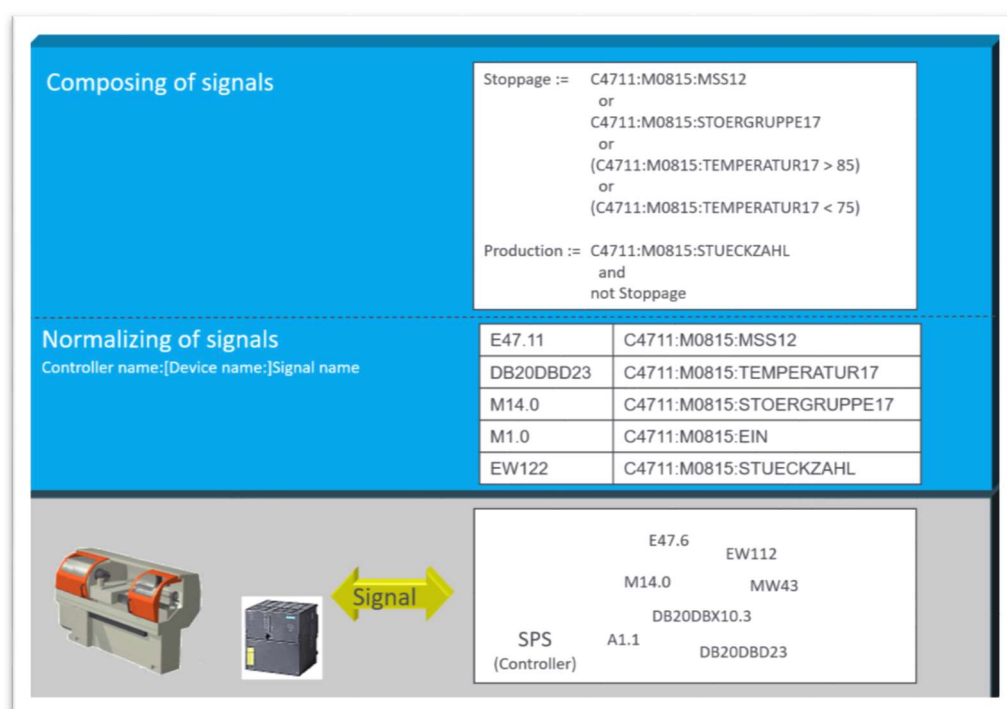 Composing of signals
Stoppage := C4711:M0815:MSS12
or
C4711:M0815:STOERGRUPPE17
or
(C4711:M0815:TEMPERATUR17 > 85)
or
(C4711:M0815:TEMPERATUR17 < 75)
Production := C4711:M0815:STUECKZAHL
and
not Stoppage
Normalizing of signals
Controller name:[Device name:]Signal name
E47.11 C4711:M0815:MSS12
DB20DBD23 C4711:M0815:TEMPERATUR17
M14.0 C4711:M0815:STOERGRUPPE17
M1.0 C4711:M0815:EIN
EW122 C4711:M0815:STUECKZAHL
Signal
E47.6
EW112
M14.0
MW43
DB20DBX10.3
SPS
(Controller)
A1.1
DB20DBD23